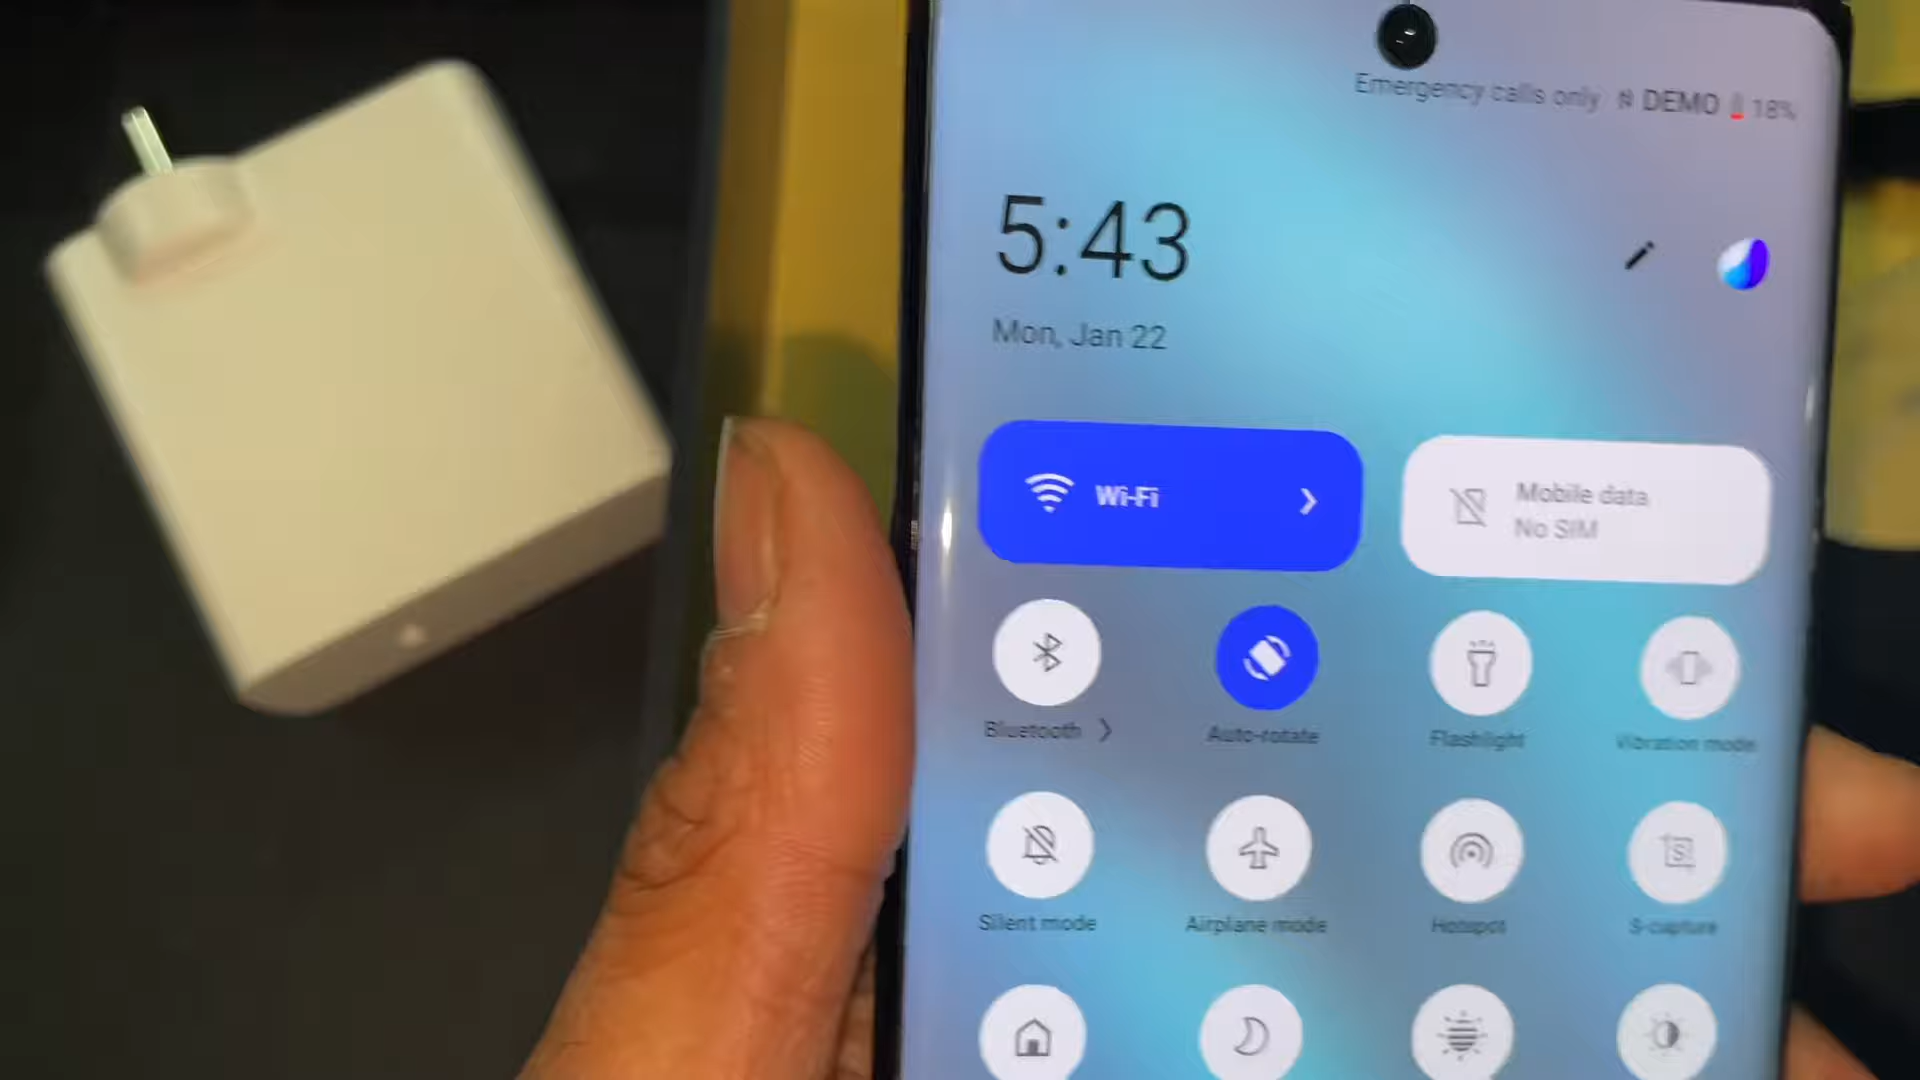 Emergency calls only DEMO 18%
5:43
Mon, Jan 22
Wi-Fi
Mobile data
No SIM
Bluetooth
Auto-rotate
Flashlight
Vibration mode
Silent mode
Airplane mode
Hotspot
S-capture